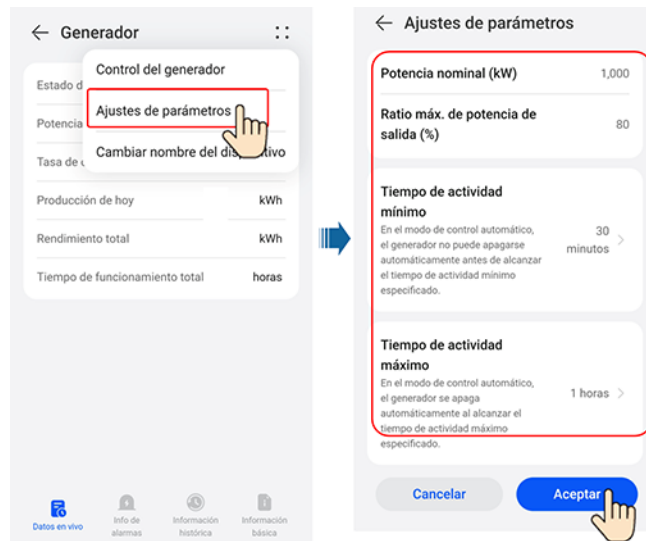 Generador
Control del generador
Estado d
Ajustes de parámetros
Potencia
Cambiar nombre del dispositivo
Tasa de
Producción de hoy kWh
Rendimiento total kWh
Tiempo de funcionamiento total horas
Datos en vivo
Info de
alarmas
Información
histórica
Información
básica
Ajustes de parámetros
Potencia nominal (kW) 1,000
Ratio máx. de potencia de
salida (%) 80
Tiempo de actividad
mínimo
En el modo de control automático,
el generador no puede apagarse
automáticamente antes de alcanzar
el tiempo de actividad mínimo
especificado.
30
minutos
Tiempo de actividad
máximo
En el modo de control automático,
el generador se apaga
automáticamente al alcanzar el
tiempo de actividad máximo
especificado.
1 horas
Cancelar Aceptar